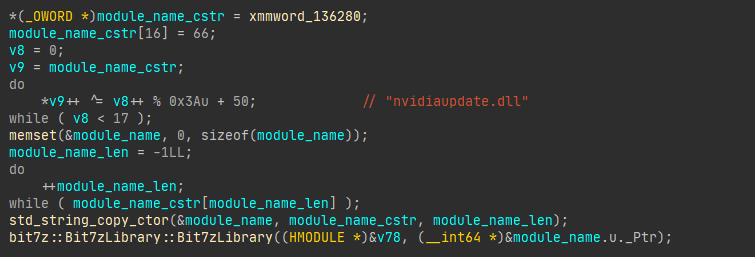 *(_OWORD *)module_name_cstr = xmmword_136280;
module_name_cstr[16] = 66;
v8 = 0;
v9 = module_name_cstr;
do
    *v9++ ^= v8++ % 0x3Au + 50;             // "nvidiaupdate.dll"
while ( v8 < 17 );
memset(&module_name, 0, sizeof(module_name));
module_name_len = -1LL;
do
    ++module_name_len;
while ( module_name_cstr[module_name_len] );
std_string_copy_ctor(&module_name, module_name_cstr, module_name_len);
bit7z::Bit7zLibrary::Bit7zLibrary((HMODULE *)&v78, (__int64 *)&module_name.u._Ptr);